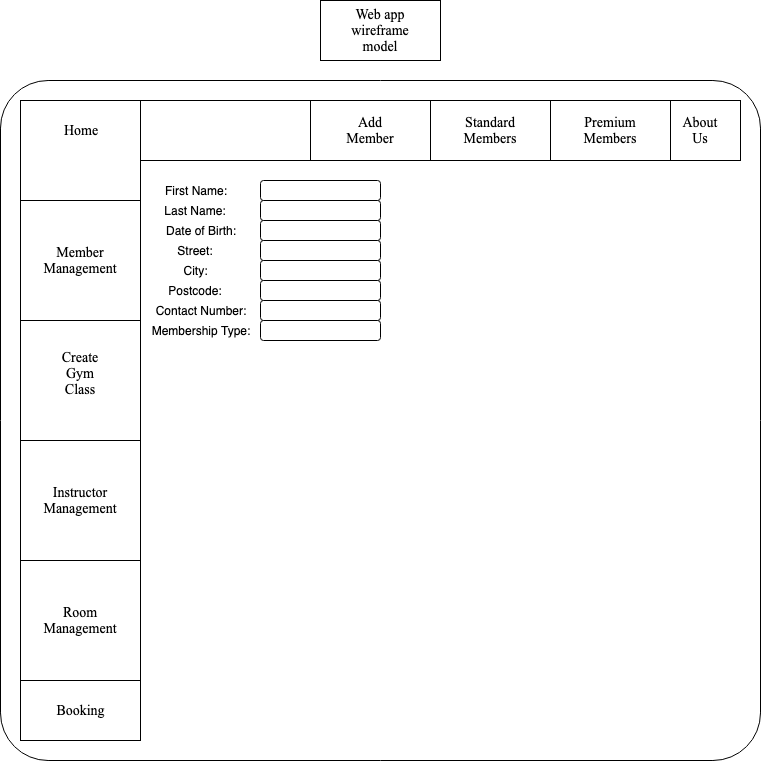 Web app
wireframe
model
Home
Add
Member
Standard
Members
Premium
Members
About
Us
First Name:
Last Name:
Date of Birth:
Street:
City:
Postcode:
Contact Number:
Membership Type:
Member
Management
Create
Gym
Class
Instructor
Management
Room
Management
Booking